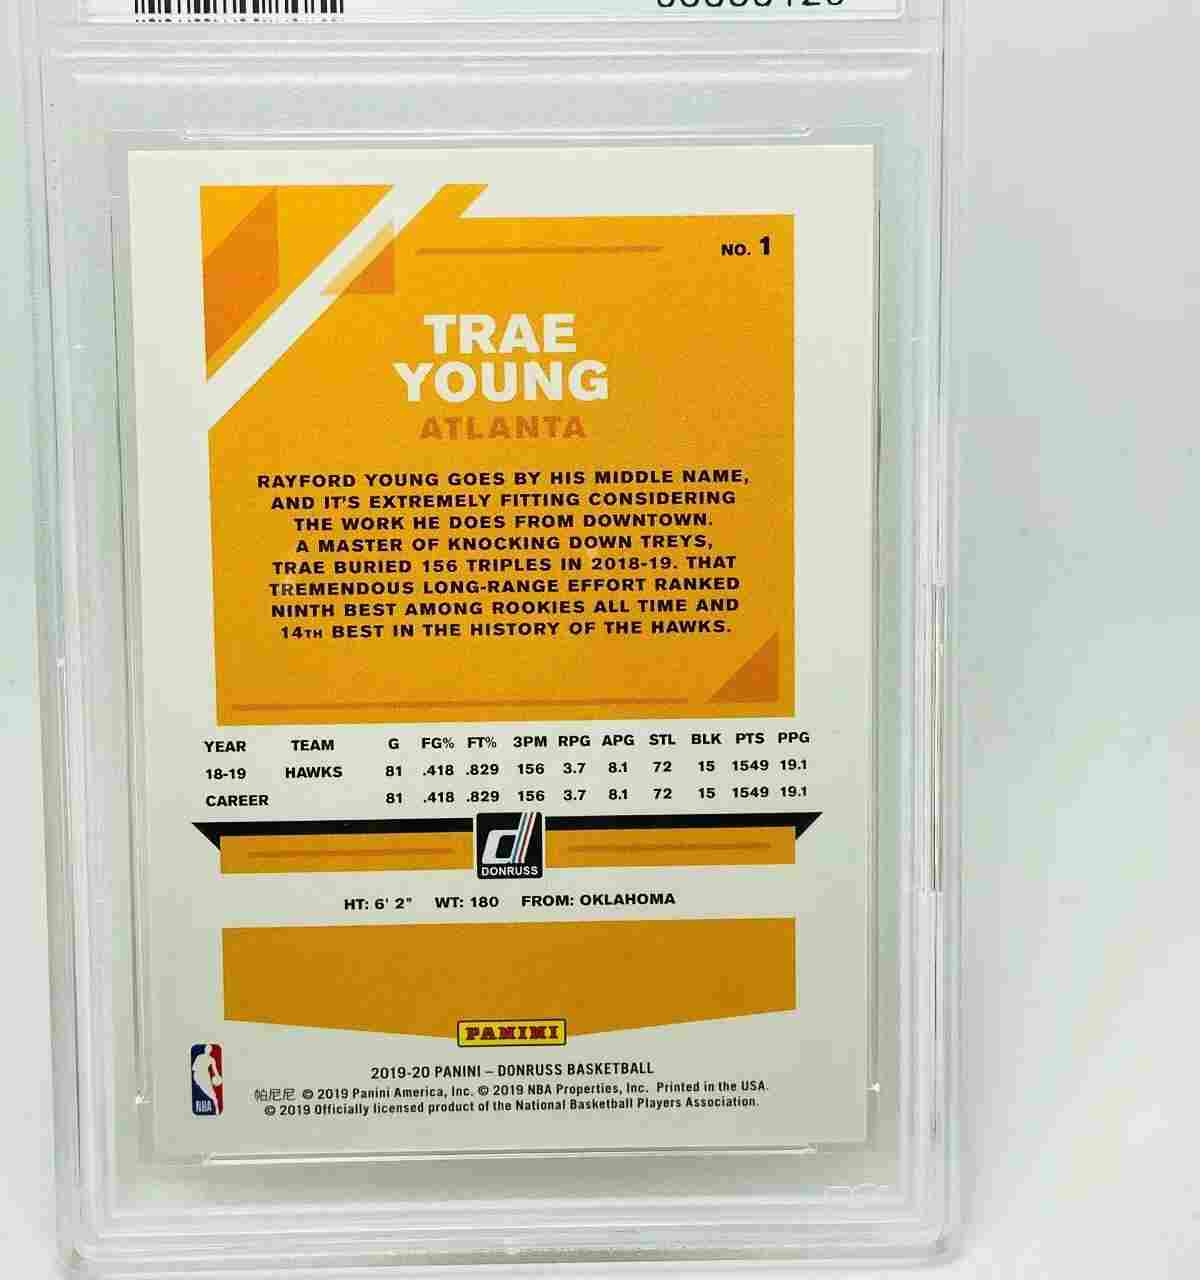 NO. 1
TRAE
YOUNG
ATLANTA
RAYFORD YOUNG GOES BY HIS MIDDLE NAME,
AND IT'S EXTREMELY FITTING CONSIDERING
THE WORK HE DOES FROM DOWNTOWN.
A MASTER OF KNOCKING DOWN TREYS,
TRAE BURIED 156 TRIPLES IN 2018-19. THAT
TREMENDOUS LONG-RANGE EFFORT RANKED
NINTH BEST AMONG ROOKIES ALL TIME AND
14TH BEST IN THE HISTORY OF THE HAWKS.
YEAR TEAM G FG% FT% 3PM RPG APG STL BLK PTS PPG
18-19 HAWKS 81 .418 .829 156 3.7 8.1 72 15 1549 19.1
CAREER 81 .418 .829 156 3.7 8.1 72 15 1549 19.1
DONRUSS
HT: 6' 2" WT: 180 FROM: OKLAHOMA
PANINI
NBA
2019-20 PANINI – DONRUSS BASKETBALL
帕尼尼 © 2019 Panini America, Inc. © 2019 NBA Properties, Inc. Printed in the USA.
© 2019 Officially licensed product of the National Basketball Players Association.